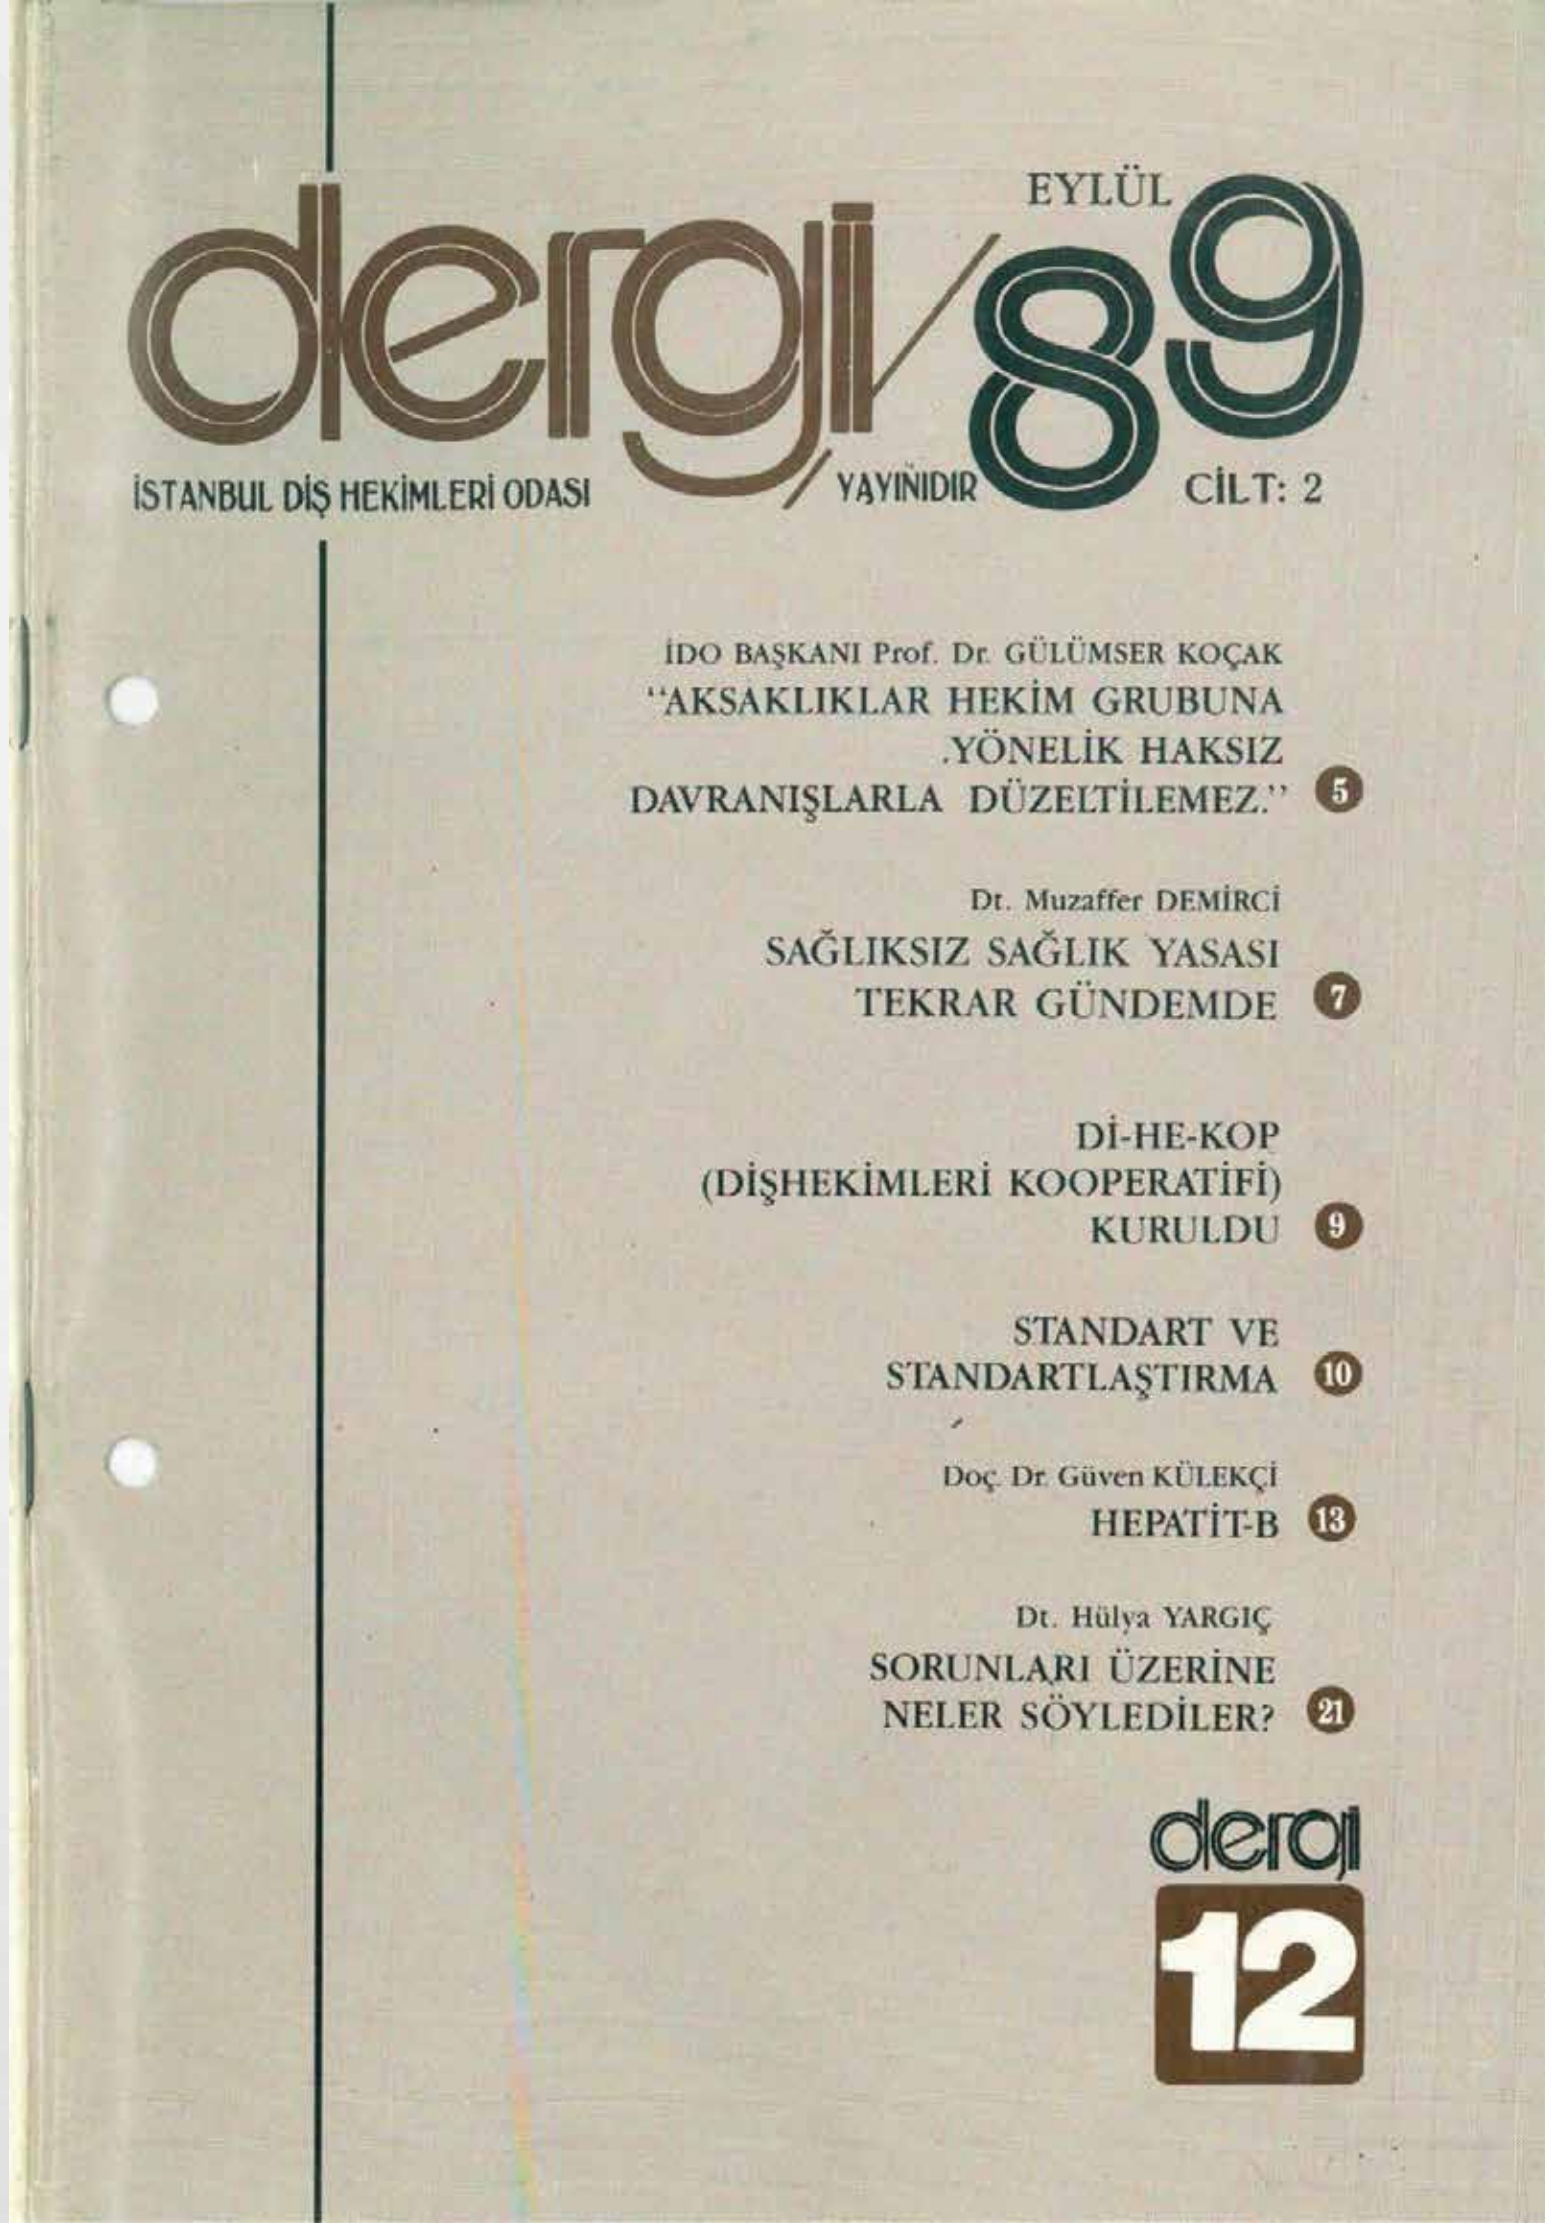 EYLÜL
dergi/89
İSTANBUL DİŞ HEKİMLERİ ODASI YAYINIDIR CİLT: 2
İDO BAŞKANI Prof. Dr. GÜLÜMSER KOÇAK
"AKSAKLIKLAR HEKİM GRUBUNA
YÖNELİK HAKSIZ
DAVRANIŞLARLA DÜZELTİLEMEZ." 5
Dt. Muzaffer DEMİRCİ
SAĞLIKSIZ SAĞLIK YASASI
TEKRAR GÜNDEMDE 7
Dİ-HE-KOP
(DİŞHEKİMLERİ KOOPERATİFİ)
KURULDU 9
STANDART VE
STANDARTLAŞTIRMA 10
Doç. Dr. Güven KÜLEKÇİ
HEPATİT-B 13
Dt. Hülya YARGIÇ
SORUNLARI ÜZERİNE
NELER SÖYLEDİLER? 21
dergi
12